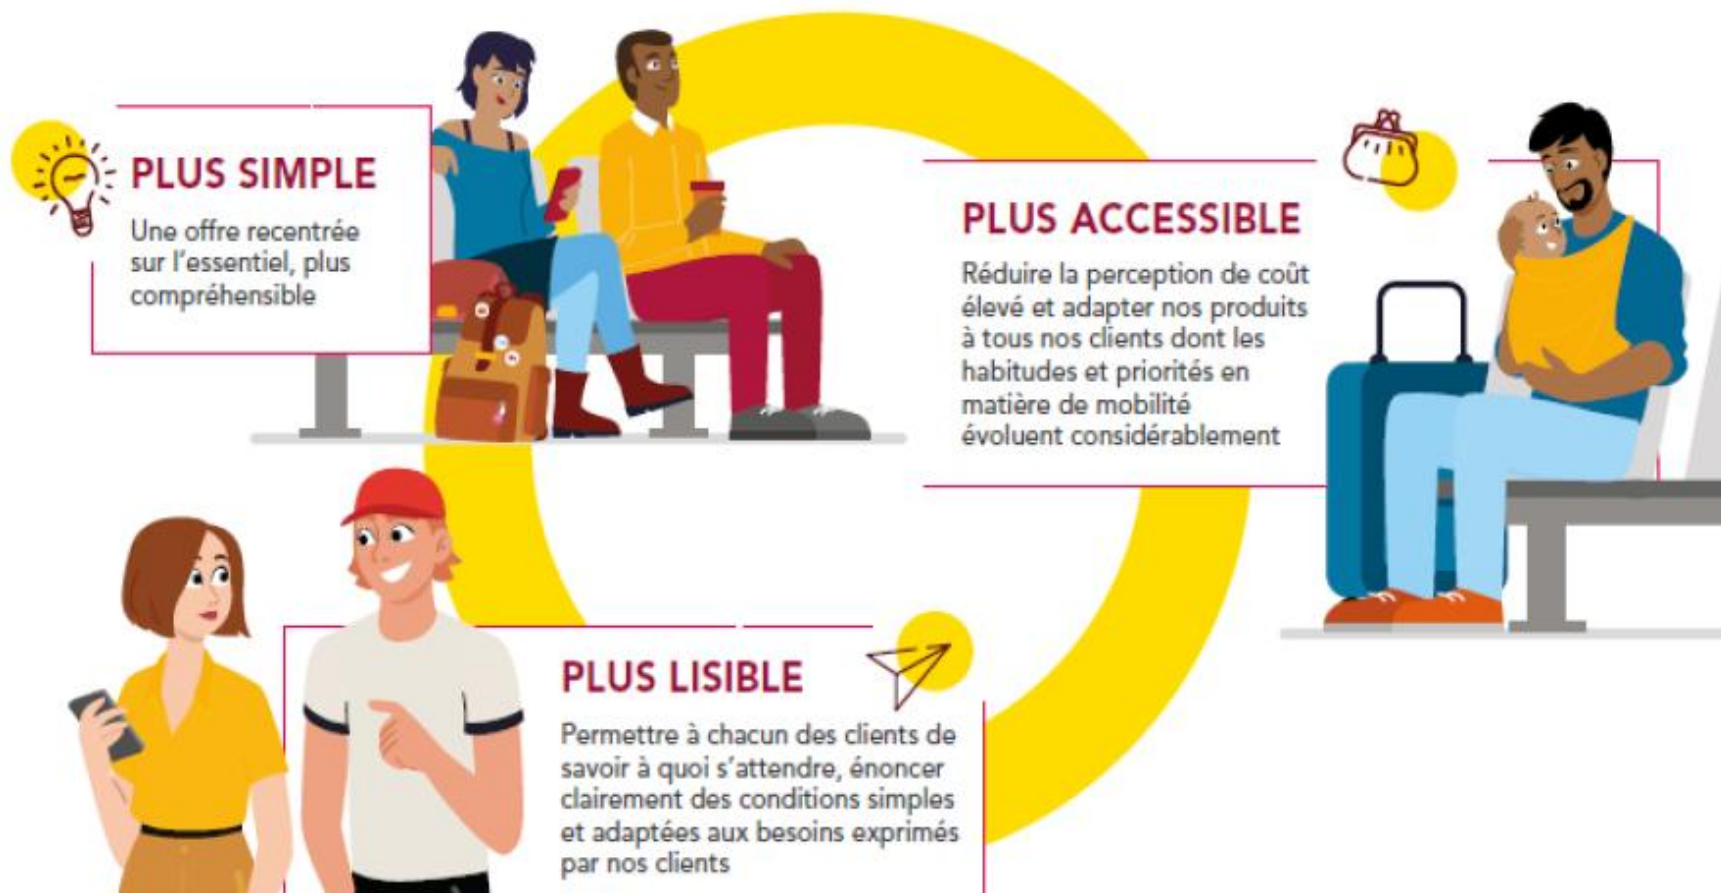 PLUS SIMPLE
Une offre recentrée
sur l'essentiel, plus
compréhensible
PLUS ACCESSIBLE
Réduire la perception de coût
élevé et adapter nos produits
à tous nos clients dont les
habitudes et priorités en
matière de mobilité
évoluent considérablement
PLUS LISIBLE
Permettre à chacun des clients de
savoir à quoi s'attendre, énoncer
clairement des conditions simples
et adaptées aux besoins exprimés
par nos clients